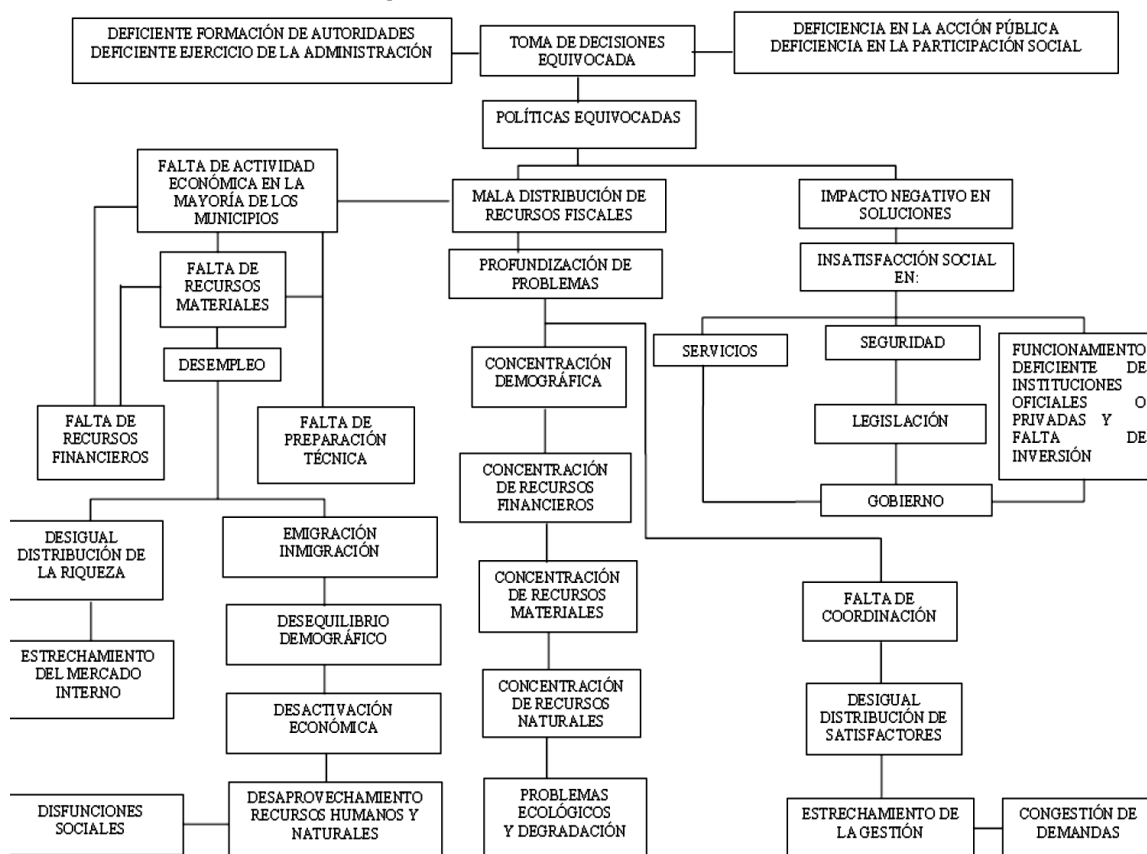 DEFICIENTE FORMACIÓN DE AUTORIDADES
DEFICIENTE EJERCICIO DE LA ADMINISTRACIÓN
TOMA DE DECISIONES
EQUIVOCADA
DEFICIENCIA EN LA ACCIÓN PÚBLICA
DEFICIENCIA EN LA PARTICIPACIÓN SOCIAL
POLÍTICAS EQUIVOCADAS
FALTA DE ACTIVIDAD
ECONÓMICA EN LA
MAYORÍA DE LOS
MUNICIPIOS
MALA DISTRIBUCIÓN DE
RECURSOS FISCALES
IMPACTO NEGATIVO EN
SOLUCIONES
FALTA DE
RECURSOS
MATERIALES
PROFUNDIZACIÓN DE
PROBLEMAS
INSATISFACCIÓN SOCIAL
EN:
DESEMPLEO
CONCENTRACIÓN
DEMOGRÁFICA
SERVICIOS
SEGURIDAD
FUNCIONAMIENTO
DEFICIENTE DE
INSTITUCIONES
OFICIALES O
PRIVADAS Y
FALTA DE
INVERSIÓN
FALTA DE
RECURSOS
FINANCIEROS
FALTA DE
PREPARACIÓN
TÉCNICA
LEGISLACIÓN
CONCENTRACIÓN
DE RECURSOS
FINANCIEROS
GOBIERNO
DESIGUAL
DISTRIBUCIÓN DE
LA RIQUEZA
EMIGRACIÓN
INMIGRACIÓN
CONCENTRACIÓN
DE RECURSOS
MATERIALES
FALTA DE
COORDINACIÓN
ESTRECHAMIENTO
DEL MERCADO
INTERNO
DESEQUILIBRIO
DEMOGRÁFICO
CONCENTRACIÓN
DE RECURSOS
NATURALES
DESIGUAL
DISTRIBUCIÓN DE
SATISFACTORES
DESACTIVACIÓN
ECONÓMICA
DISFUNCIONES
SOCIALES
DESAPROVECHAMIENTO
RECURSOS HUMANOS Y
NATURALES
PROBLEMAS
ECOLÓGICOS
Y DEGRADACIÓN
ESTRECHAMIENTO DE
LA GESTIÓN
CONGESTIÓN DE
DEMANDAS